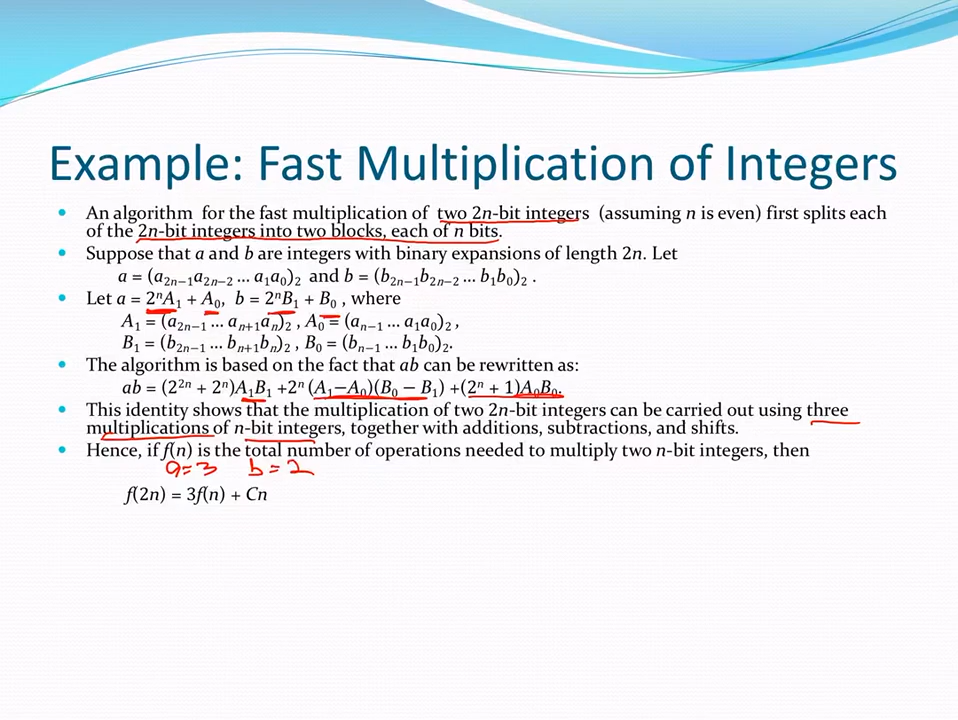 Example: Fast Multiplication of Integers
• An algorithm for the fast multiplication of two 2n-bit integers (assuming n is even) first splits each
of the 2n-bit integers into two blocks, each of n bits.
• Suppose that a and b are integers with binary expansions of length 2n. Let
a = (a₂ₙ₋₁a₂ₙ₋₂ … a₁a₀)₂ and b = (b₂ₙ₋₁b₂ₙ₋₂ … b₁b₀)₂ .
• Let a = 2ⁿA₁ + A₀, b = 2ⁿB₁ + B₀ , where
A₁ = (a₂ₙ₋₁ … aₙ₊₁aₙ)₂ , A₀ = (aₙ₋₁ … a₁a₀)₂ ,
B₁ = (b₂ₙ₋₁ … bₙ₊₁bₙ)₂ , B₀ = (bₙ₋₁ … b₁b₀)₂.
• The algorithm is based on the fact that ab can be rewritten as:
ab = (2²ⁿ + 2ⁿ)A₁B₁ +2ⁿ (A₁−A₀)(B₀ − B₁) +(2ⁿ + 1)A₀B₀.
• This identity shows that the multiplication of two 2n-bit integers can be carried out using three
multiplications of n-bit integers, together with additions, subtractions, and shifts.
• Hence, if f(n) is the total number of operations needed to multiply two n-bit integers, then
a=3 b=2
f(2n) = 3f(n) + Cn